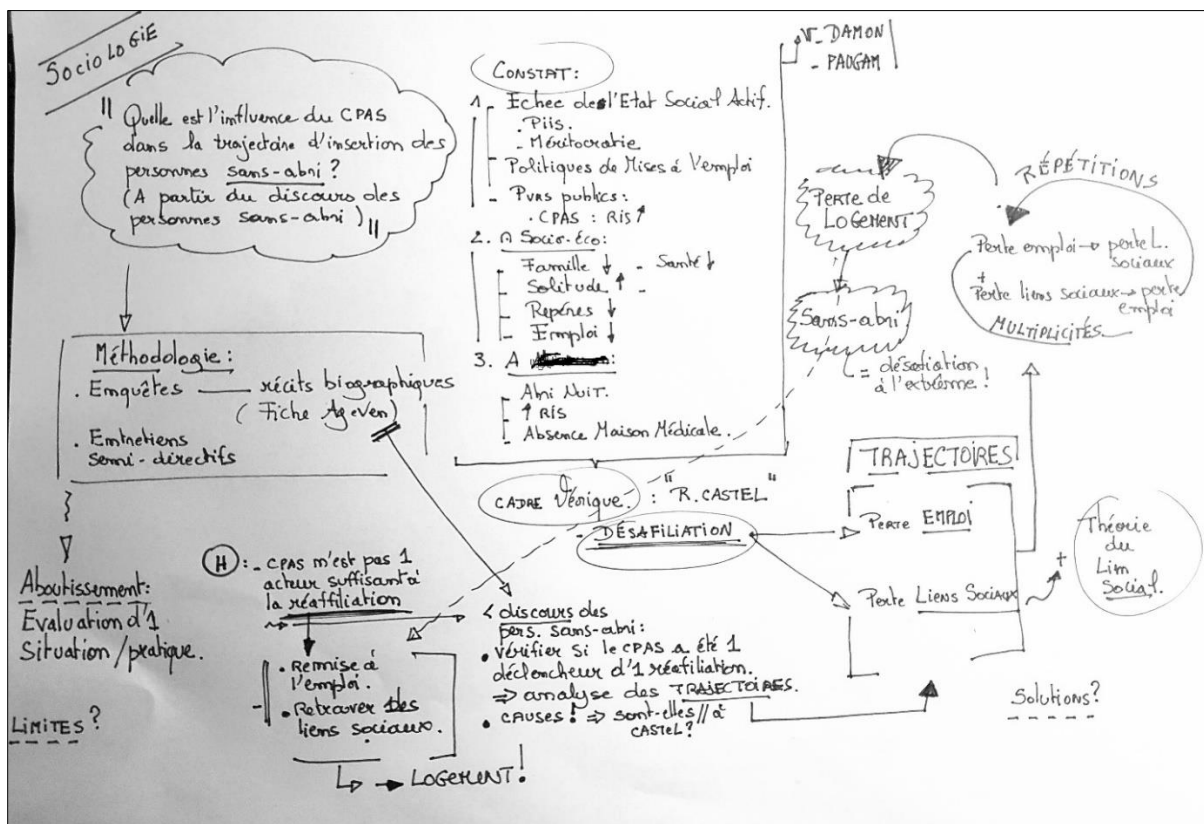 SocioLOGiE
" Quelle est l'influence du CPAS
dans la trajectoire d'insertion des
personnes sans-abri ?
(A partir du discours des
personnes sans-abri) "
Méthodologie :
. Enquêtes — récits biographiques
( Fiche Ageven)
. Entretiens
semi-directifs
Aboutissement:
Evaluation d'1
Situation/pratique.
LiMiTES ?
CONSTAT :
1 - Echec de l'Etat Social Actif.
. Piis.
- Méritocratie
- Politiques de Mises à l'emploi
- Pvrs publics :
. CPAS : RIS ↑
2. Socio-éco :
- Famille ↓ - Santé ↓
- Solitude ↑ -
- Repères ↓
- Emploi ↓
3. A
- Abri NuiT.
- ↑ RIS
- Absence Maison Médicale.
- DAMON
- PAUGAM
CADRE : "R. CASTEL"
- DÉSAFILIATION
H : - CPAS n'est pas 1
acteur suffisant à
la réaffiliation
• Remise à
l'emploi.
• Retrouver des
liens sociaux.
→ LOGEMENT !
< discours des
pers. sans-abri :
• Vérifier si le CPAS a été 1
déclencheur d'1 réafiliation.
⇒ analyse des TRAJECTOIRES.
• CAUSES ! ⇒ sont-elles // à
CASTEL ?
PERTE de
LOGEMENT
Sans-abri
= désafiliation
à l'extrême !
RÉPÉTITIONS
Perte emploi → perte L.
sociaux
+
Perte liens sociaux → perte
emploi
MULTIPLICITÉS
TRAJECTOIRES
PERTE EMPLOI
Perte Liens Sociaux
+
Théorie
du
Lien
Social.
Solutions ?